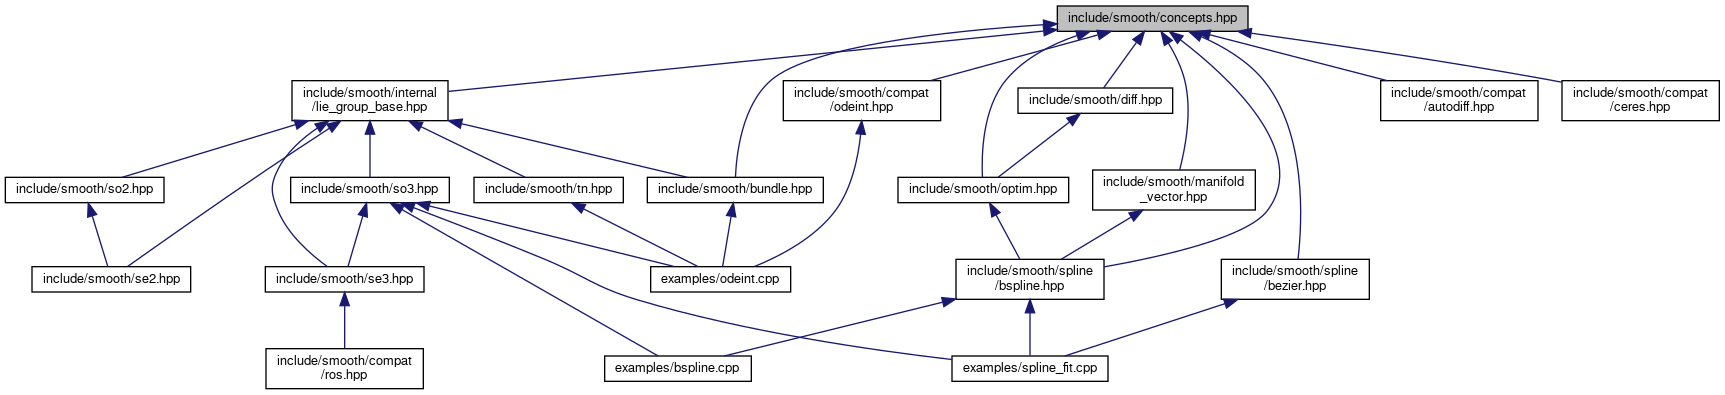 include/smooth/concepts.hpp
include/smooth/internal
/lie_group_base.hpp
include/smooth/compat
/odeint.hpp
include/smooth/diff.hpp
include/smooth/compat
/autodiff.hpp
include/smooth/compat
/ceres.hpp
include/smooth/so2.hpp
include/smooth/so3.hpp
include/smooth/tn.hpp
include/smooth/bundle.hpp
include/smooth/optim.hpp
include/smooth/manifold
_vector.hpp
include/smooth/se2.hpp
include/smooth/se3.hpp
examples/odeint.cpp
include/smooth/spline
/bspline.hpp
include/smooth/spline
/bezier.hpp
include/smooth/compat
/ros.hpp
examples/bspline.cpp
examples/spline_fit.cpp